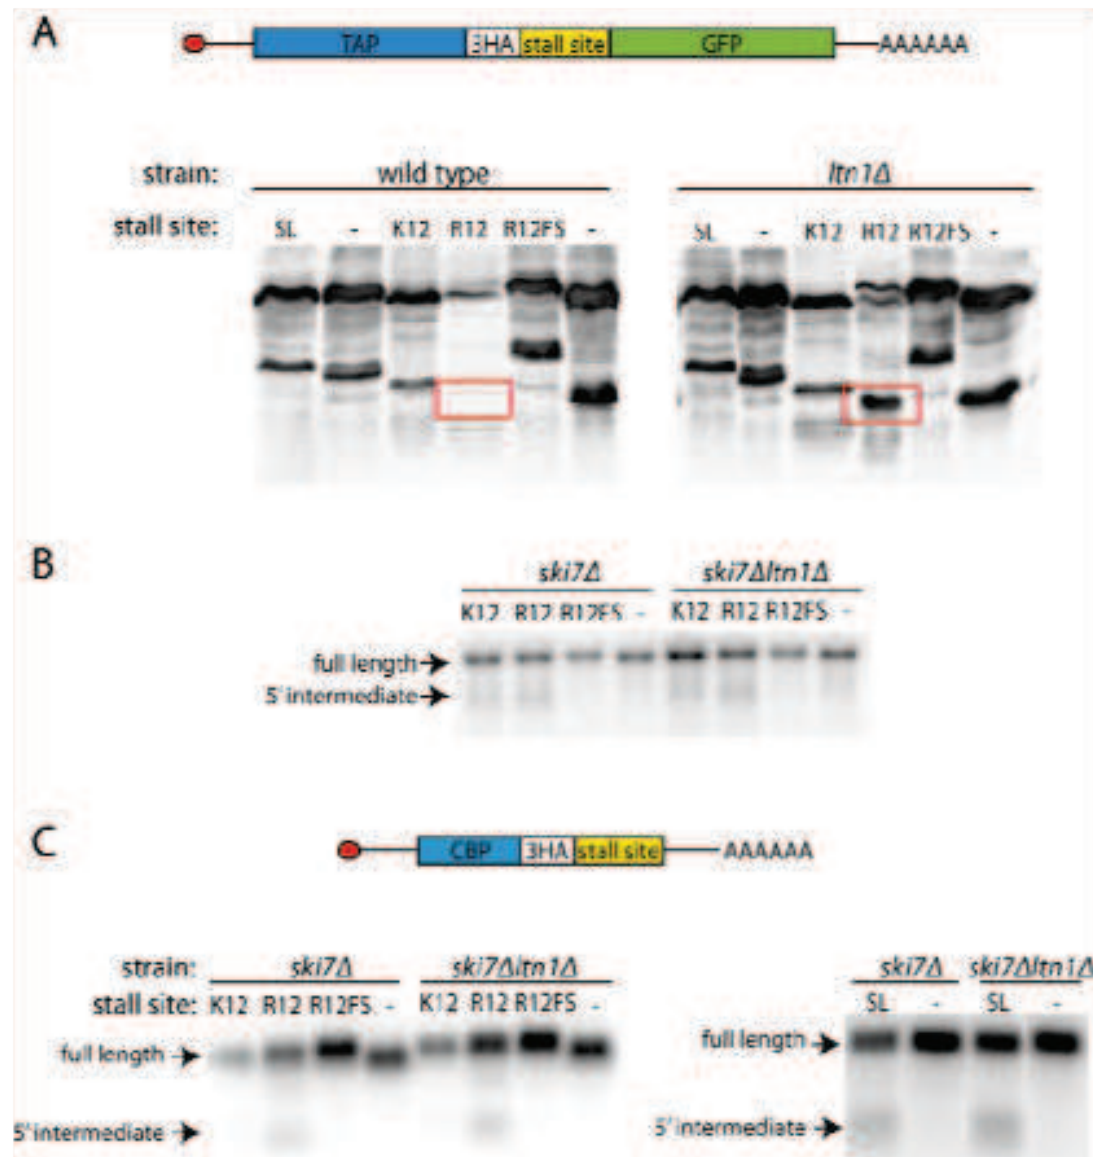 A
TAP 3HA stall site GFP AAAAAA
strain: wild type ltn1Δ
stall site: SL - K12 R12 R12FS - SL - K12 R12 R12FS -
B
ski7Δ ski7Δltn1Δ
K12 R12 R12FS - K12 R12 R12FS -
full length
5' intermediate
C
CBP 3HA stall site AAAAAA
strain: ski7Δ ski7Δltn1Δ
stall site: K12 R12 R12FS - K12 R12 R12FS -
full length
5' intermediate
ski7Δ ski7Δltn1Δ
SL - SL -
full length
5' intermediate